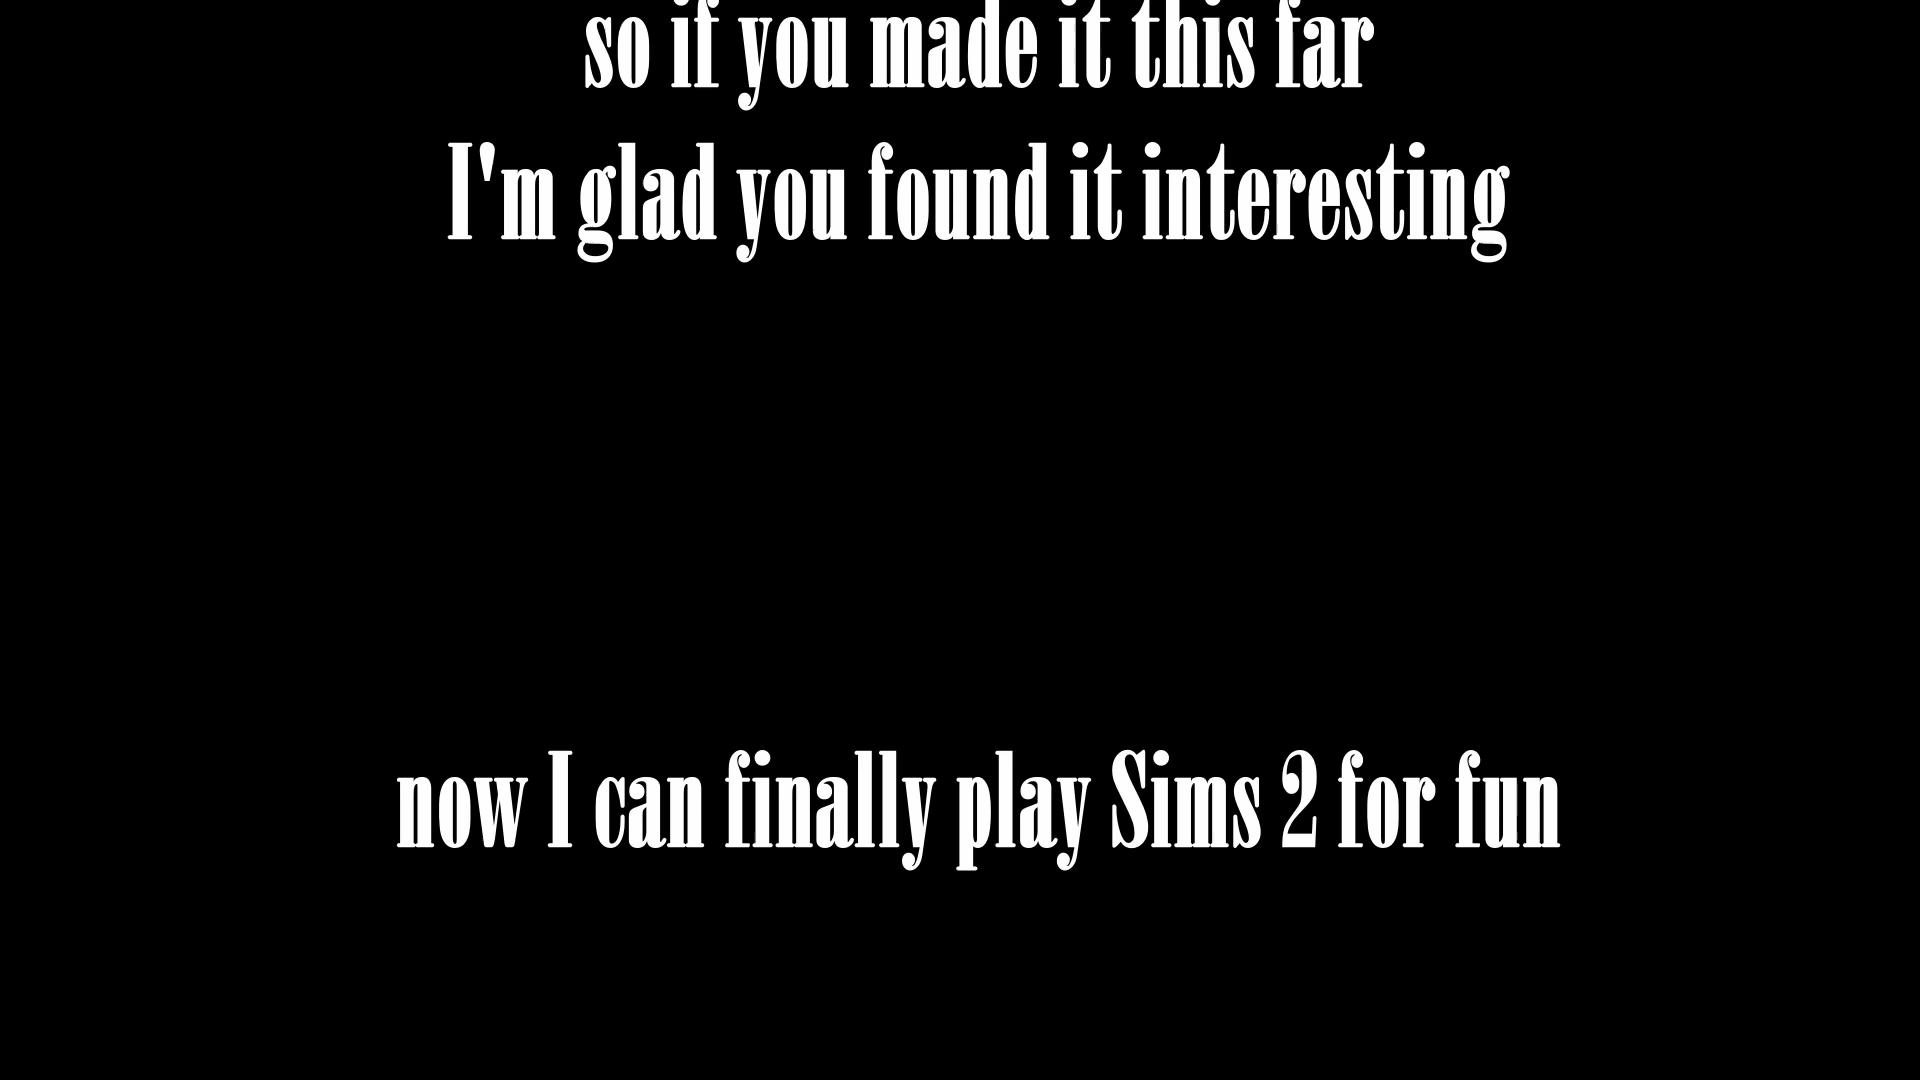 so if you made it this far
I'm glad you found it interesting
now I can finally play Sims 2 for fun